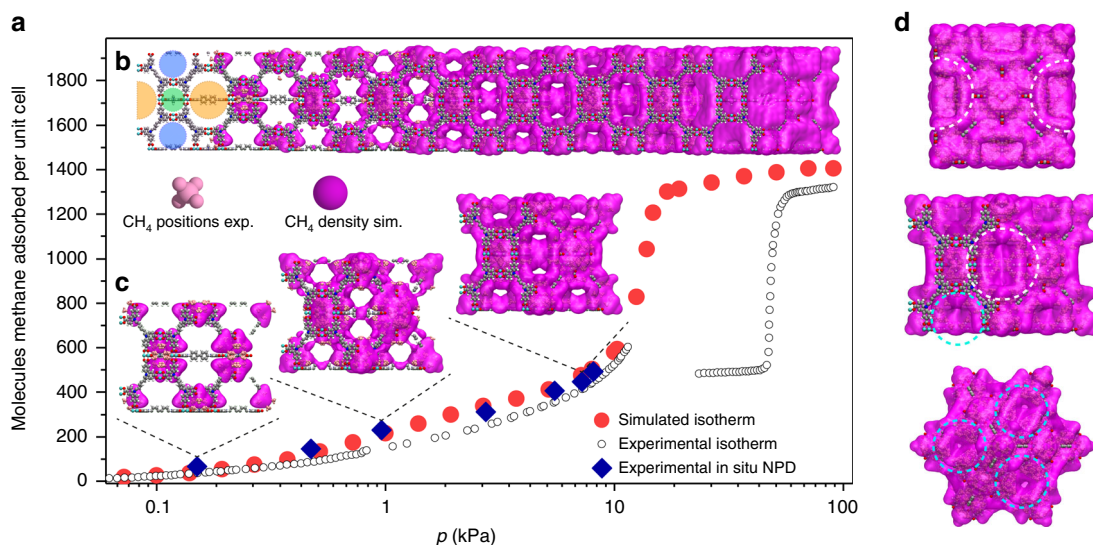 a
b
d
1800
1600
1400
1200
1000
800
600
400
200
0
Molecules methane adsorbed per unit cell
CH4 positions exp.
CH4 density sim.
c
Simulated isotherm
Experimental isotherm
Experimental in situ NPD
0.1
1
10
100
p (kPa)